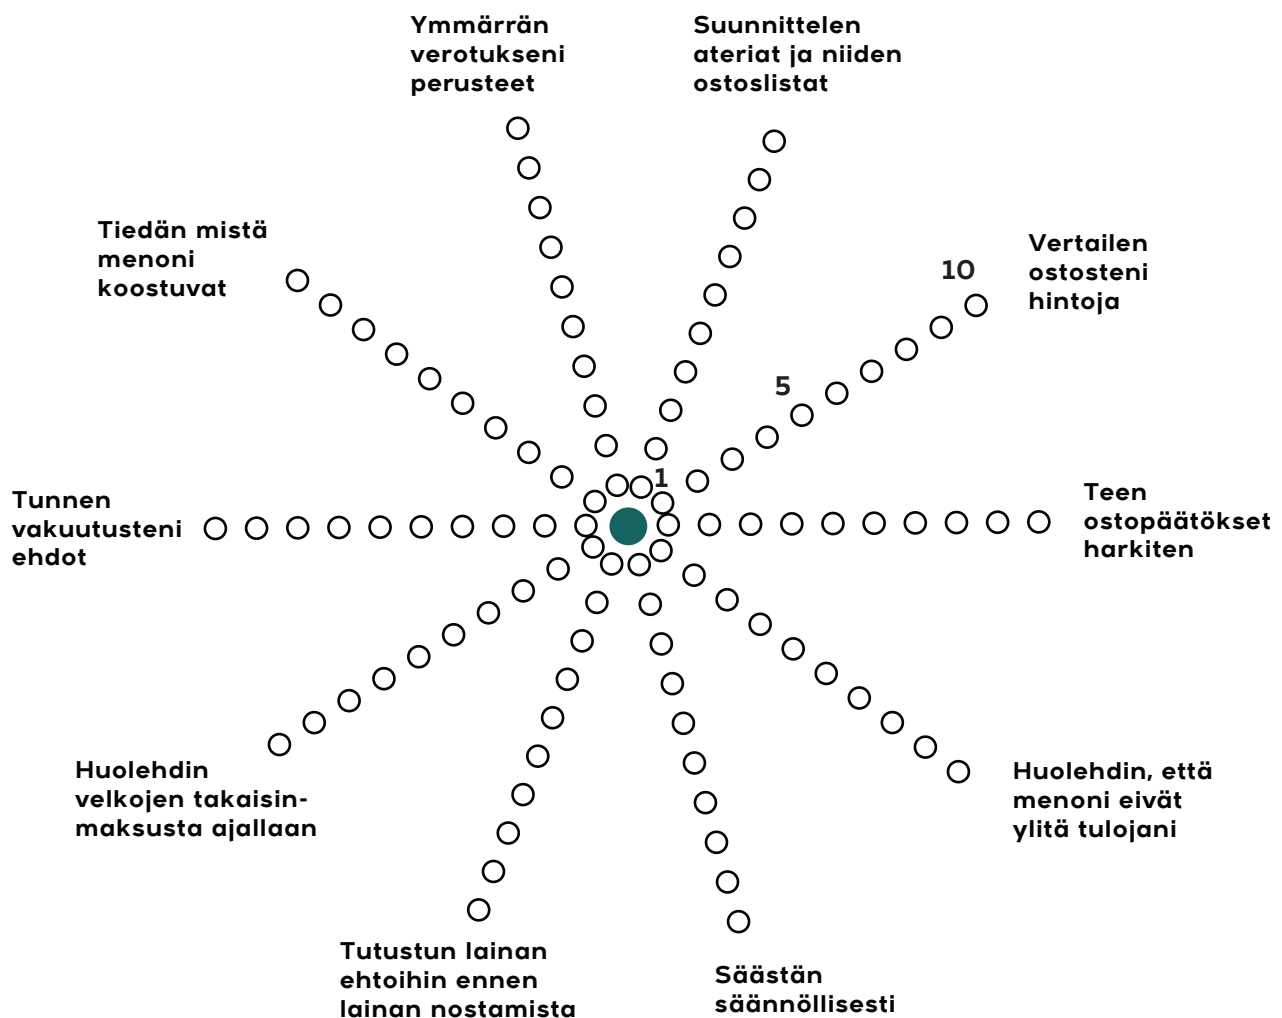 Ymmärrän
verotukseni
perusteet
Suunnittelen
ateriat ja niiden
ostoslistat
Tiedän mistä
menoni
koostuvat
10
Vertailen
ostosteni
hintoja
5
1
Tunnen
vakuutusteni
ehdot
Teen
ostopäätökset
harkiten
Huolehdin
velkojen takaisin-
maksusta ajallaan
Huolehdin, että
menoni eivät
ylitä tulojani
Tutustun lainan
ehtoihin ennen
lainan nostamista
Säästän
säännöllisesti